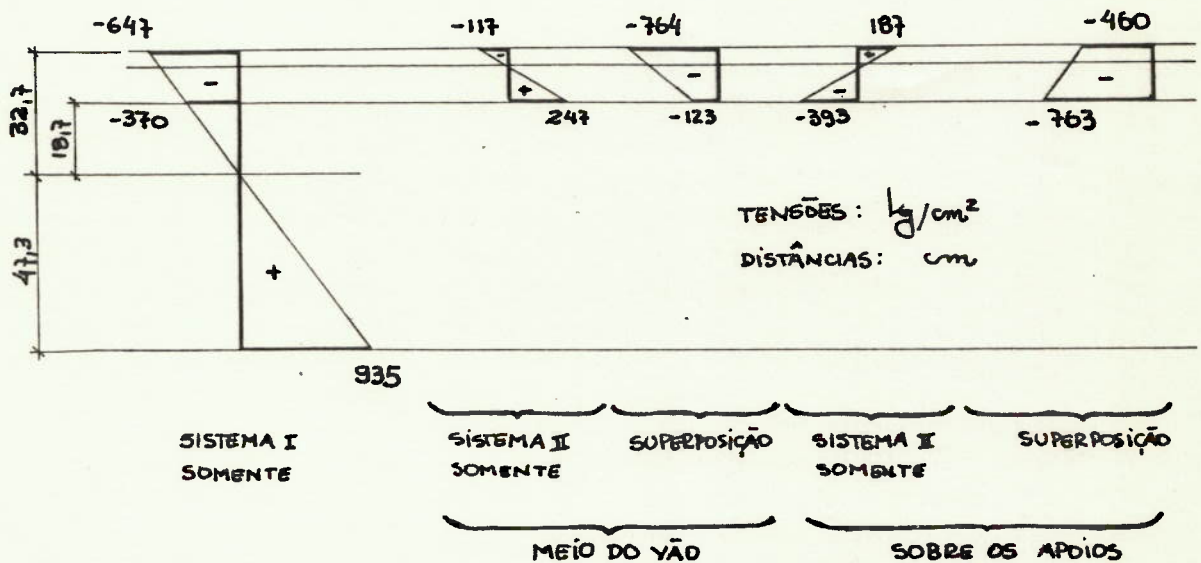 -647
-117
-764
187
-460
-
-
+
-
+
-
-
-370
247
-123
-393
-763
32,7
18,7
47,3
+
TENSÕES: kg/cm²
DISTÂNCIAS: cm
935
SISTEMA I
SOMENTE
SISTEMA II
SOMENTE
SUPERPOSIÇÃO
SISTEMA II
SOMENTE
SUPERPOSIÇÃO
MEIO DO VÃO
SOBRE OS APOIOS